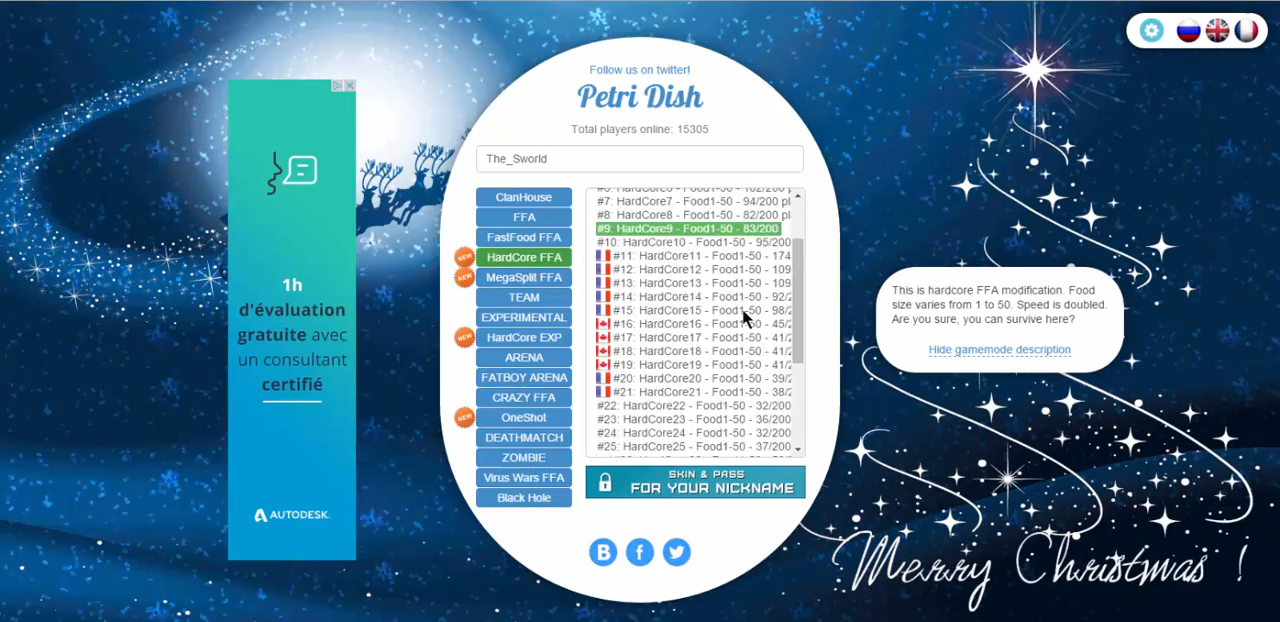 Follow us on twitter!
Petri Dish
Total players online: 15305
The_Sworld
ClanHouse
FFA
FastFood FFA
NEW
HardCore FFA
NEW
MegaSplit FFA
TEAM
EXPERIMENTAL
NEW
HardCore EXP
ARENA
FATBOY ARENA
CRAZY FFA
NEW
OneShot
DEATHMATCH
ZOMBIE
Virus Wars FFA
Black Hole
#7: HardCore7 - Food1-50 - 94/200 pl
#8: HardCore8 - Food1-50 - 82/200 pl
#9: HardCore9 - Food1-50 - 83/200
#10: HardCore10 - Food1-50 - 95/200
#11: HardCore11 - Food1-50 - 174
#12: HardCore12 - Food1-50 - 109
#13: HardCore13 - Food1-50 - 109
#14: HardCore14 - Food1-50 - 92/2
#15: HardCore15 - Food1-50 - 98/2
#16: HardCore16 - Food1-50 - 45/2
#17: HardCore17 - Food1-50 - 41/2
#18: HardCore18 - Food1-50 - 41/2
#19: HardCore19 - Food1-50 - 41/2
#20: HardCore20 - Food1-50 - 39/2
#21: HardCore21 - Food1-50 - 38/2
#22: HardCore22 - Food1-50 - 32/200
#23: HardCore23 - Food1-50 - 36/200
#24: HardCore24 - Food1-50 - 32/200
#25: HardCore25 - Food1-50 - 37/200
SKIN & PASS
FOR YOUR NICKNAME
B f
1h
d'évaluation
gratuite avec
un consultant
certifié
AUTODESK.
This is hardcore FFA modification. Food
size varies from 1 to 50. Speed is doubled.
Are you sure, you can survive here?
Hide gamemode description
Merry Christmas !